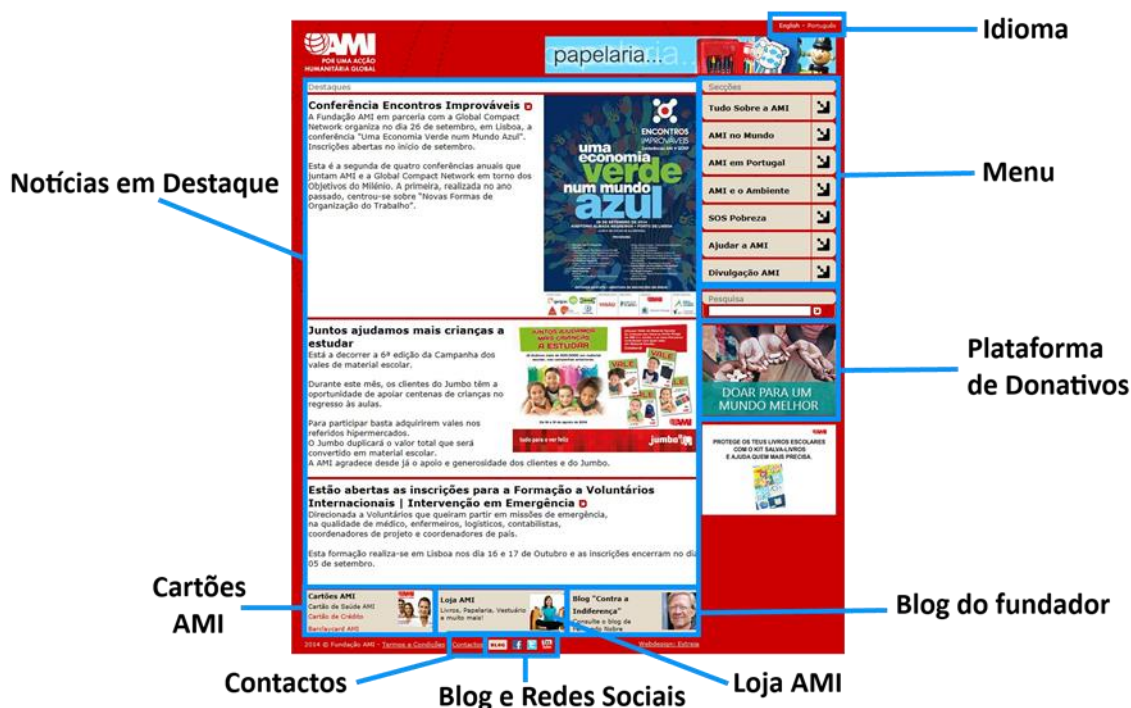 English - Português
Idioma
AMI
POR UMA ACÇÃO
HUMANITÁRIA GLOBAL
papelaria...
Destaques
Conferência Encontros Improváveis
A Fundação AMI em parceria com a Global Compact
Network organiza no dia 26 de setembro, em Lisboa, a
conferência "Uma Economia Verde num Mundo Azul".
Inscrições abertas no início de setembro.
Esta é a segunda de quatro conferências anuais que
juntam AMI e a Global Compact Network em torno dos
Objetivos do Milénio. A primeira, realizada no ano
passado, centrou-se sobre "Novas Formas de
Organização do Trabalho".
ENCONTROS
IMPROVÁVEIS
uma
economia
verde
num mundo
azul
Secções
Tudo Sobre a AMI
AMI no Mundo
AMI em Portugal
AMI e o Ambiente
SOS Pobreza
Ajudar a AMI
Divulgação AMI
Menu
Notícias em Destaque
Pesquisa
Juntos ajudamos mais crianças a
estudar
Está a decorrer a 6ª edição da Campanha dos
vales de material escolar.
Durante este mês, os clientes do Jumbo têm a
oportunidade de apoiar centenas de crianças no
regresso às aulas.
Para participar basta adquirirem vales nos
referidos hipermercados.
O Jumbo duplicará o valor total que será
convertido em material escolar.
A AMI agradece desde já o apoio e generosidade dos clientes e do Jumbo.
JUNTOS AJUDAMOS
MAIS CRIANÇAS
A ESTUDAR
VALE
VALE
VALE
VALE
tudo para o ver feliz
jumbo
DOAR PARA UM
MUNDO MELHOR
Plataforma
de Donativos
AMI
PROTEGE OS TEUS LIVROS ESCOLARES
COM O KIT SALVA-LIVROS
E AJUDA QUEM MAIS PRECISA.
Estão abertas as inscrições para a Formação a Voluntários
Internacionais | Intervenção em Emergência
Direcionada a Voluntários que queiram partir em missões de emergência,
na qualidade de médico, enfermeiros, logísticos, contabilistas,
coordenadores de projeto e coordenadores de país.
Esta formação realiza-se em Lisboa nos dia 16 e 17 de Outubro e as inscrições encerram no dia
05 de setembro.
Cartões
AMI
Cartões AMI
Cartão de Saúde AMI
Cartão de Crédito
Barclaycard AMI
Loja AMI
Livros, Papelaria, Vestuário
e muito mais!
Blog "Contra a
Indiferença"
Consulte o blog de
Fernando Nobre
Blog do fundador
2014 © Fundação AMI - Termos e Condições
Contactos
BLOG
Webdesign: Estreia
Contactos
Blog e Redes Sociais
Loja AMI